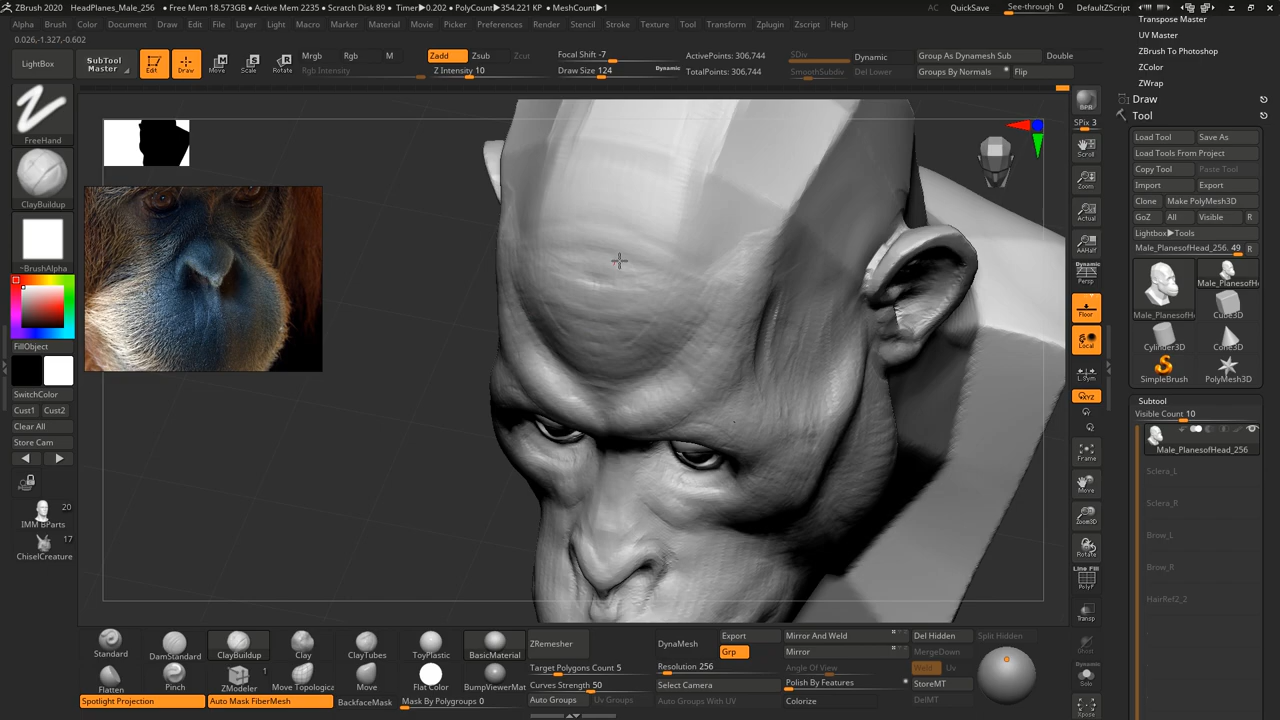 ZBrush 2020 HeadPlanes_Male_256 • Free Mem 18.573GB • Active Mem 2235 • Scratch Disk 89 • Timer▶0.202 • PolyCount▶354.221 KP • MeshCount▶1 AC QuickSave See-through 0 DefaultZScript
Alpha Brush Color Document Draw Edit File Layer Light Macro Marker Material Movie Picker Preferences Render Stencil Stroke Texture Tool Transform Zplugin Zscript Help
0.026,-1.327,-0.602
LightBox
SubTool
Master
Edit
Draw
Move
Scale
Rotate
Mrgb Rgb M
Rgb Intensity
Zadd Zsub Zcut
Z Intensity 10
Focal Shift -7
Draw Size 124 Dynamic
ActivePoints: 306,744
TotalPoints: 306,744
SDiv
SmoothSubdiv
Dynamic
Del Lower
Group As Dynamesh Sub
Groups By Normals
Double
Flip
FreeHand
ClayBuildup
~BrushAlpha
FillObject
SwitchColor
Cust1 Cust2
Clear All
Store Cam
20
IMM BParts
17
ChiselCreature
BPR
SPix 3
Scroll
Zoom
Actual
AAHalf
Dynamic
Persp
Floor
Local
L.Sym
XYZ
Frame
Move
Zoom3D
Rotate
Line Fill
PolyF
Transp
Ghost
Dynamic
Solo
Xpose
Transpose Master
UV Master
ZBrush To Photoshop
ZColor
ZWrap
Draw
Tool
Load Tool Save As
Load Tools From Project
Copy Tool Paste Tool
Import Export
Clone Make PolyMesh3D
GoZ All Visible R
Lightbox▶Tools
Male_PlanesofHead_256. 49 R
Male_PlanesofH Male_PlanesofHe
Cube3D
Cylinder3D Cone3D
SimpleBrush PolyMesh3D
Subtool
Visible Count 10
Male_PlanesofHead_256
Sclera_L
Sclera_R
Brow_L
Brow_R
HairRef2_2
Standard DamStandard ClayBuildup Clay ClayTubes ToyPlastic BasicMaterial
1
Flatten Pinch ZModeler Move Topologica Move Flat Color BumpViewerMat
Spotlight Projection Auto Mask FiberMesh BackfaceMask Mask By Polygroups 0
ZRemesher
Target Polygons Count 5
Curves Strength 50
Auto Groups Uv Groups
DynaMesh
Resolution 256
Select Camera
Auto Groups With UV
Export
Grp
Mirror And Weld
Mirror
Angle Of View
Polish By Features
Colorize
Del Hidden Split Hidden
MergeDown
Weld Uv
StoreMT
DelMT